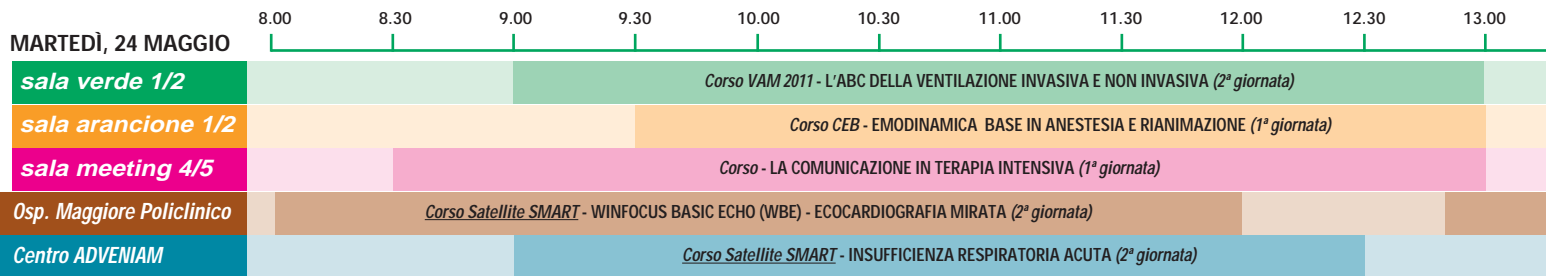 8.00 8.30 9.00 9.30 10.00 10.30 11.00 11.30 12.00 12.30 13.00
MARTEDÌ, 24 MAGGIO
sala verde 1/2 Corso VAM 2011 - L'ABC DELLA VENTILAZIONE INVASIVA E NON INVASIVA (2ª giornata)
sala arancione 1/2 Corso CEB - EMODINAMICA BASE IN ANESTESIA E RIANIMAZIONE (1ª giornata)
sala meeting 4/5 Corso - LA COMUNICAZIONE IN TERAPIA INTENSIVA (1ª giornata)
Osp. Maggiore Policlinico Corso Satellite SMART - WINFOCUS BASIC ECHO (WBE) - ECOCARDIOGRAFIA MIRATA (2ª giornata)
Centro ADVENIAM Corso Satellite SMART - INSUFFICIENZA RESPIRATORIA ACUTA (2ª giornata)